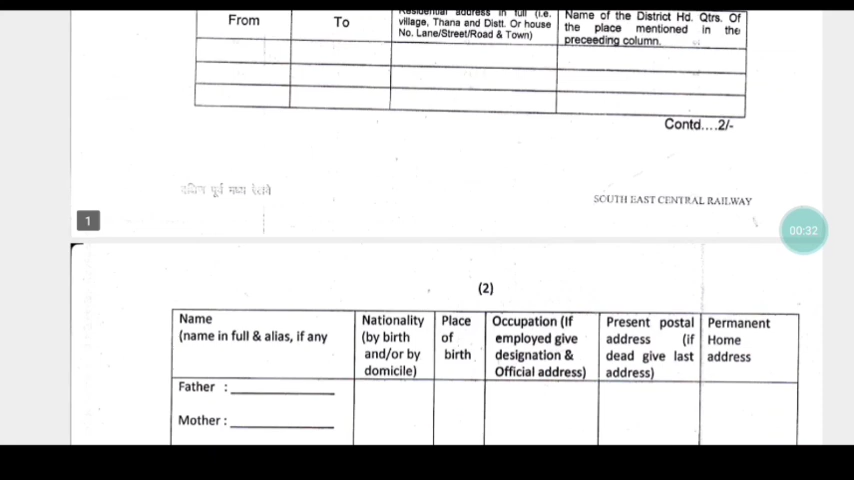 From
To
Residential address in full (i.e.
village, Thana and Distt. Or house
No. Lane/Street/Road & Town)
Name of the District Hd. Qtrs. Of
the place mentioned in the
preceeding column.
Contd....2/-
दक्षिण पूर्व मध्य रेलवे
SOUTH EAST CENTRAL RAILWAY
1
00:32
(2)
Name
(name in full & alias, if any
Nationality
(by birth
and/or by
domicile)
Place
of
birth
Occupation (If
employed give
designation &
Official address)
Present postal
address (if
dead give last
address)
Permanent
Home
address
Father :
Mother :